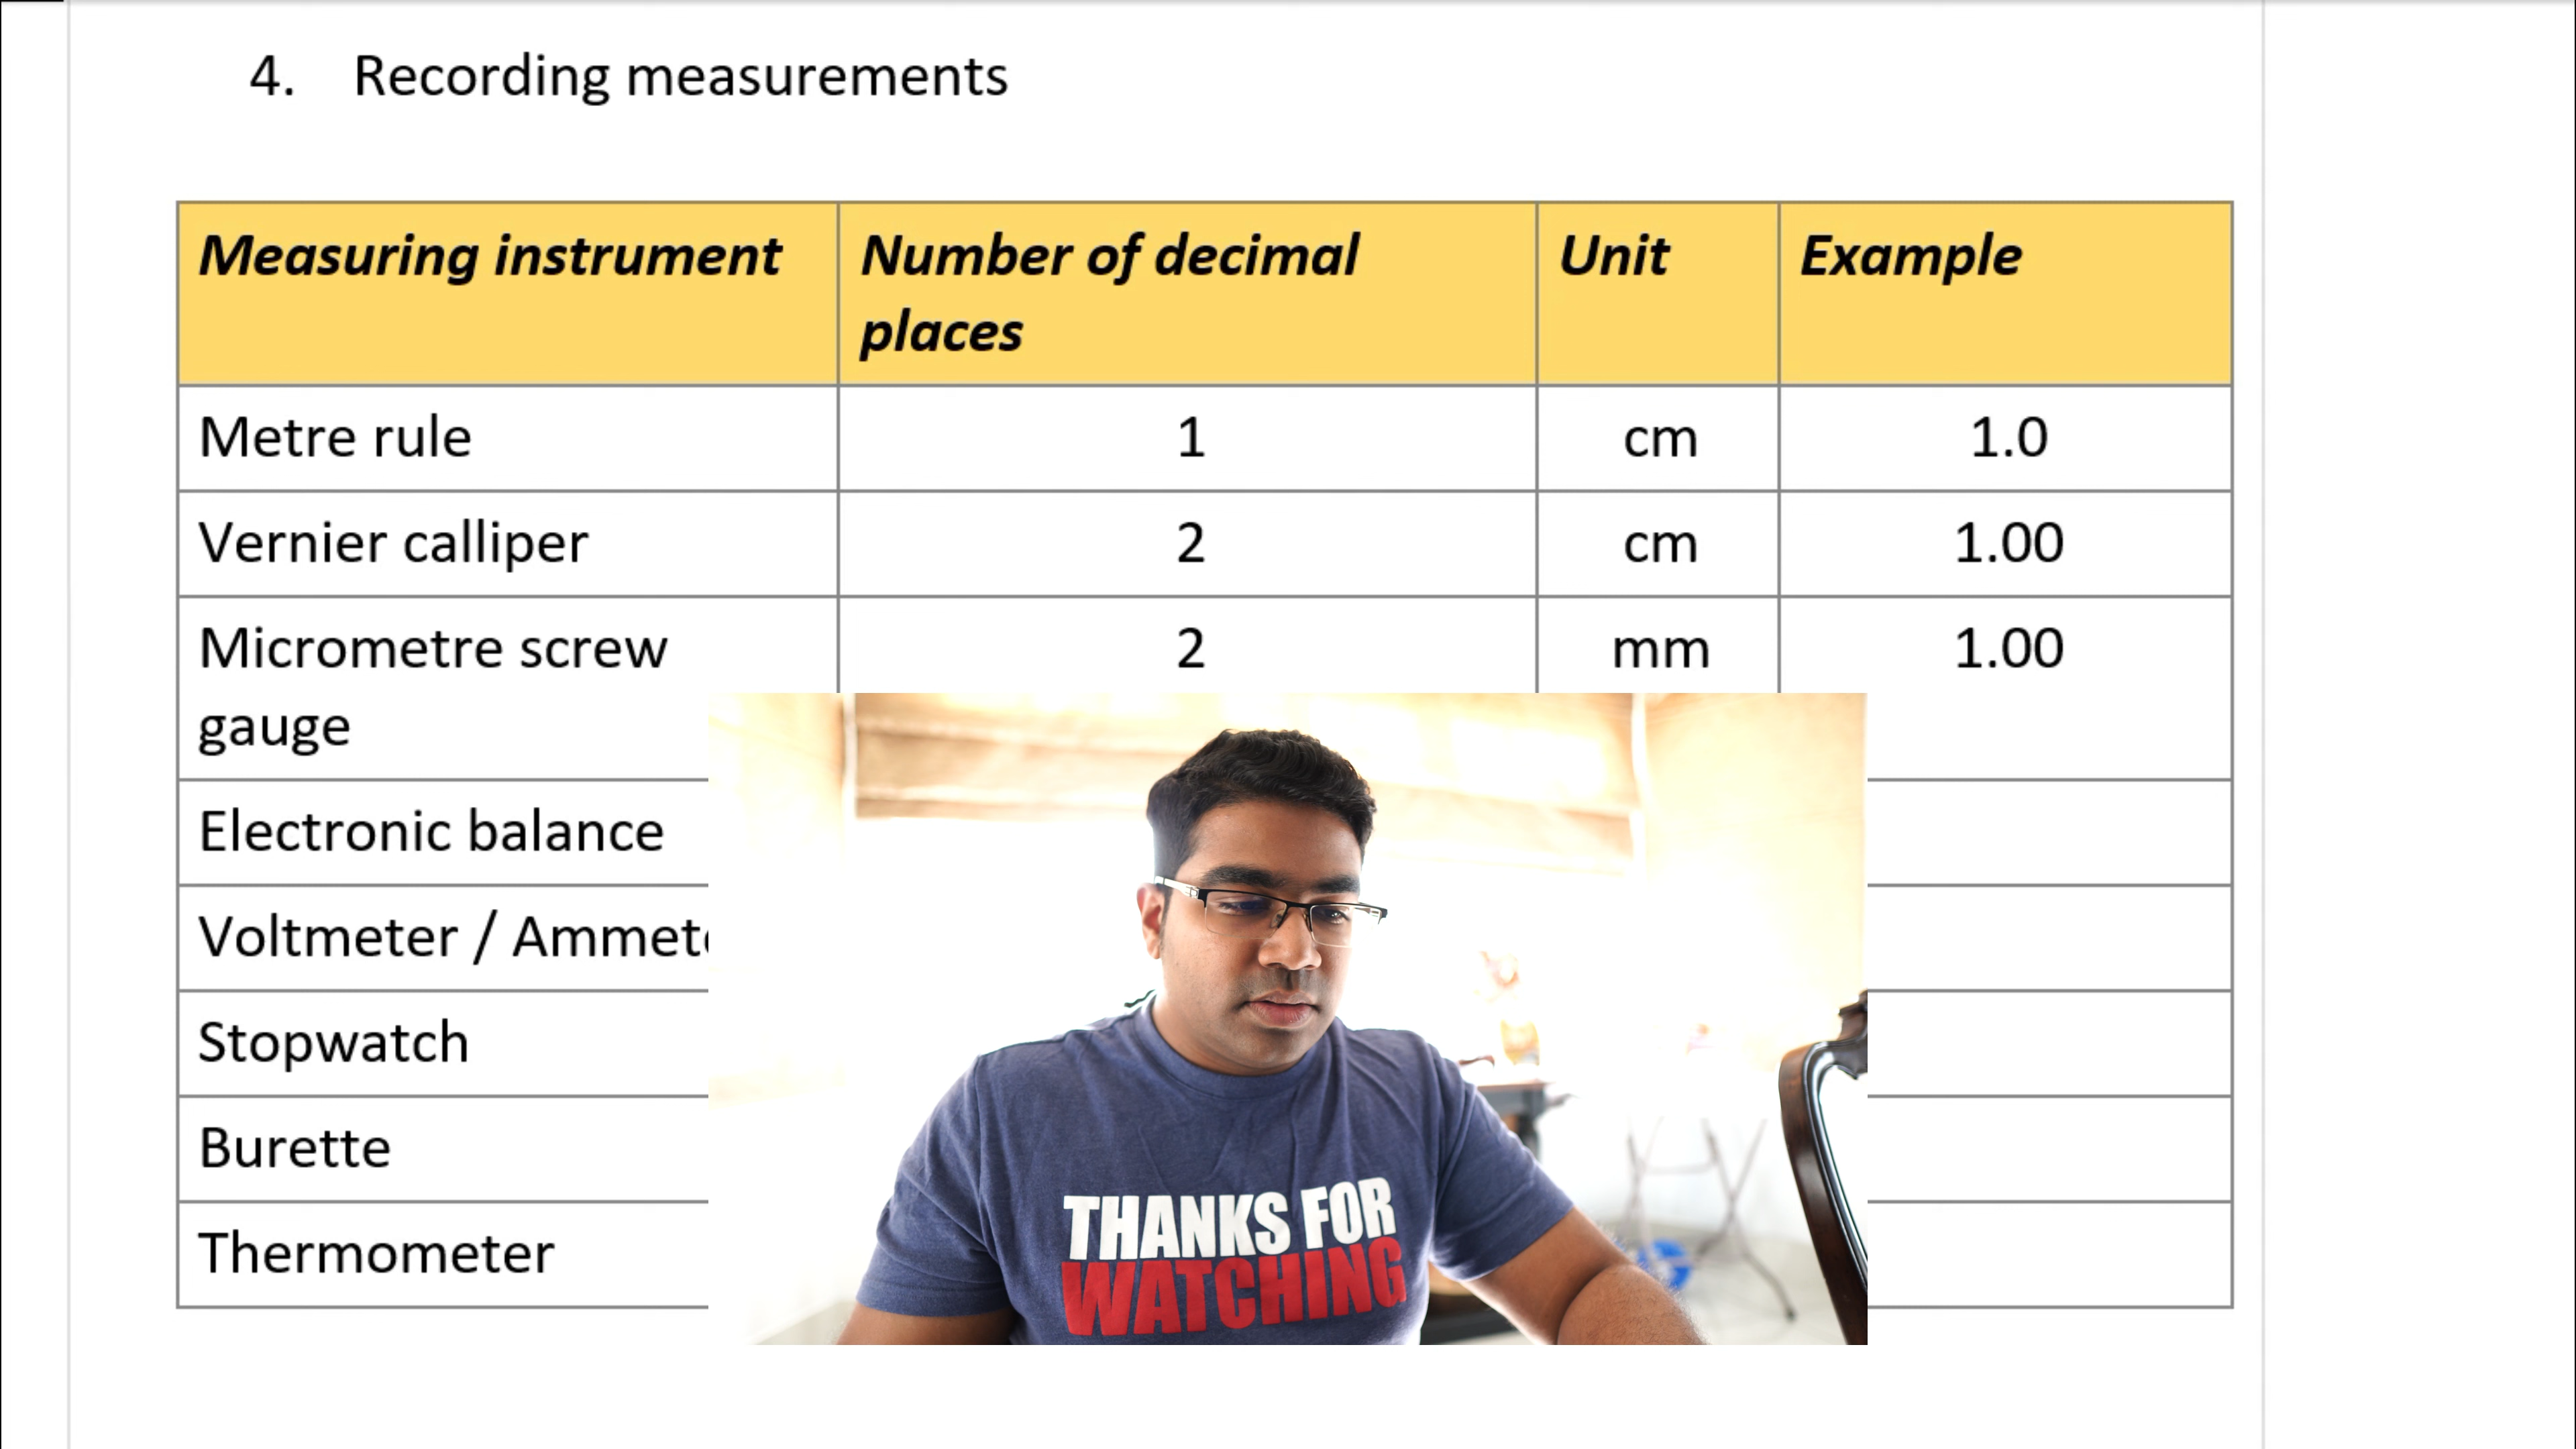 4. Recording measurements
Measuring instrument Number of decimal places Unit Example
Metre rule 1 cm 1.0
Vernier calliper 2 cm 1.00
Micrometre screw gauge 2 mm 1.00
Electronic balance
Voltmeter / Ammete
Stopwatch
Burette
Thermometer
THANKS FOR
WATCHING